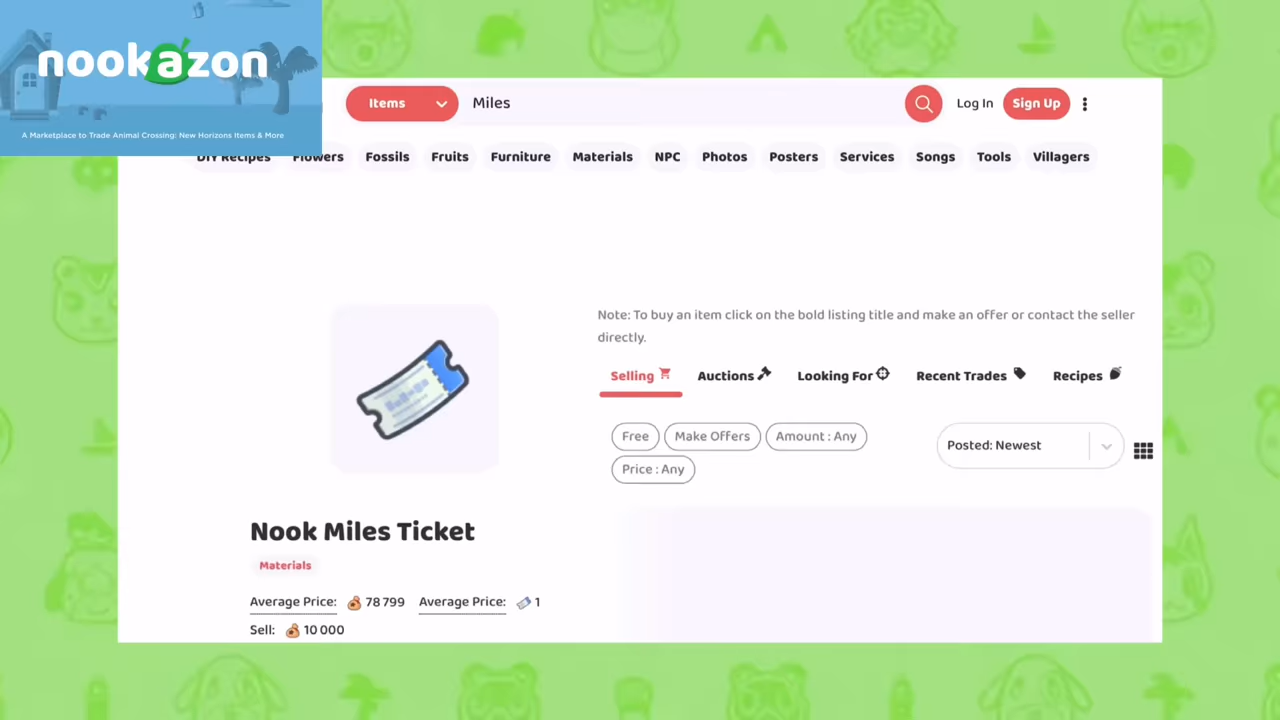 nookazon
A Marketplace to Trade Animal Crossing: New Horizons Items & More
Items
Miles
Log In
Sign Up
DIY Recipes
Flowers
Fossils
Fruits
Furniture
Materials
NPC
Photos
Posters
Services
Songs
Tools
Villagers
Note: To buy an item click on the bold listing title and make an offer or contact the seller
directly.
Selling
Auctions
Looking For
Recent Trades
Recipes
Free
Make Offers
Amount : Any
Price : Any
Posted: Newest
Nook Miles Ticket
Materials
Average Price: 78 799 Average Price: 1
Sell: 10 000